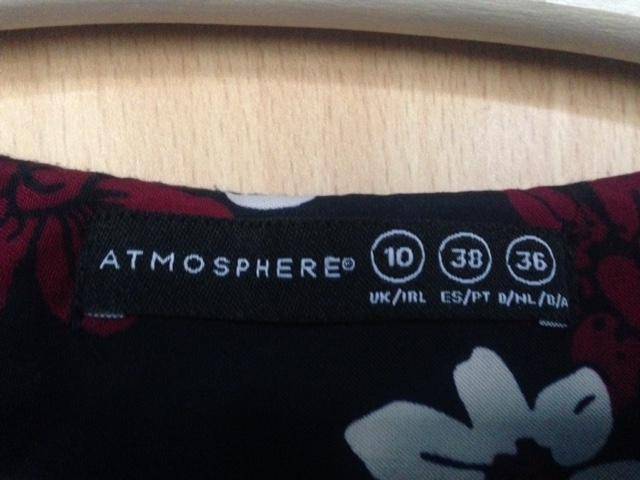 ATMOSPHERE© 10 38 36
UK/IRL ES/PT D/NL/B/A